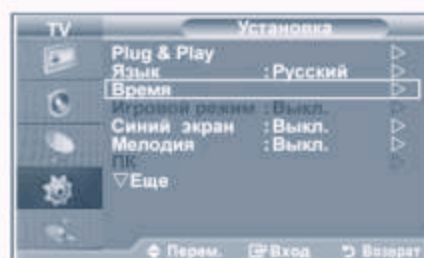 TV Установка
Plug & Play
Язык : Русский
Время
Игровой режим : Выкл.
Синий экран : Выкл.
Мелодия : Выкл.
ПК
▽Еще
Перем. Вход Возврат